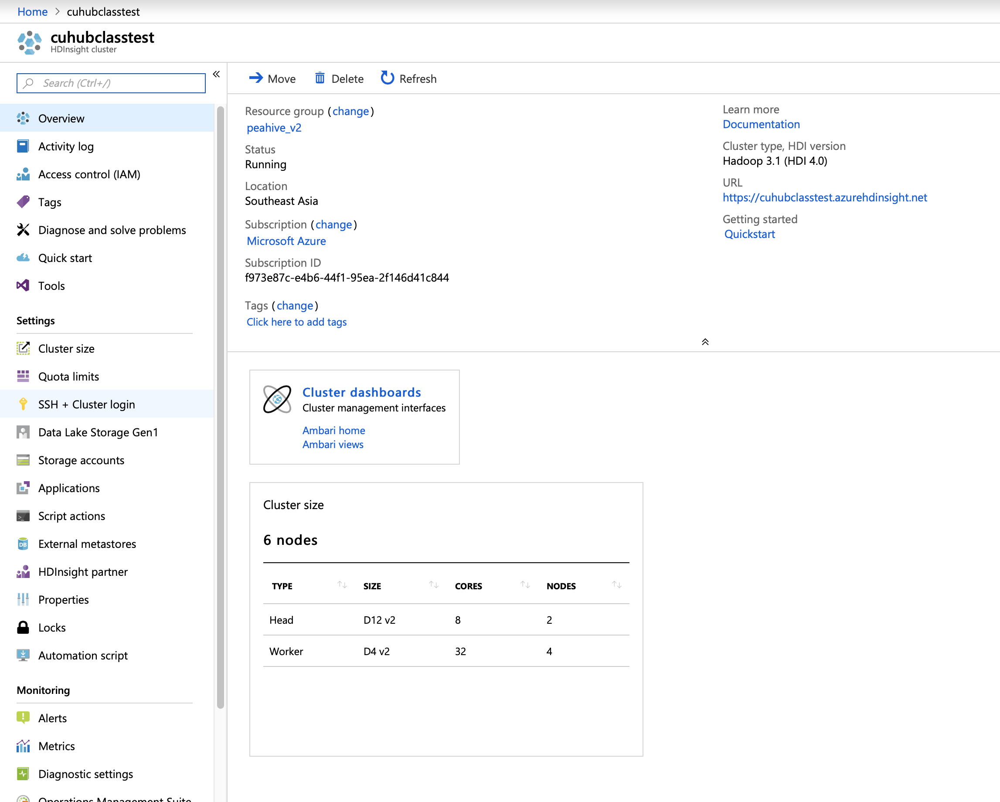 Home > cuhubclasstest
cuhubclasstest
HDInsight cluster
Search (Ctrl+/)
«
Overview
Activity log
Access control (IAM)
Tags
Diagnose and solve problems
Quick start
Tools
Settings
Cluster size
Quota limits
SSH + Cluster login
Data Lake Storage Gen1
Storage accounts
Applications
Script actions
External metastores
HDInsight partner
Properties
Locks
Automation script
Monitoring
Alerts
Metrics
Diagnostic settings
Operations Management Suite
Move Delete Refresh
Resource group (change)
peahive_v2
Status
Running
Location
Southeast Asia
Subscription (change)
Microsoft Azure
Subscription ID
f973e87c-e4b6-44f1-95ea-2f146d41c844
Tags (change)
Click here to add tags
Learn more
Documentation
Cluster type, HDI version
Hadoop 3.1 (HDI 4.0)
URL
https://cuhubclasstest.azurehdinsight.net
Getting started
Quickstart
Cluster dashboards
Cluster management interfaces
Ambari home
Ambari views
Cluster size
6 nodes
TYPE SIZE CORES NODES
Head D12 v2 8 2
Worker D4 v2 32 4